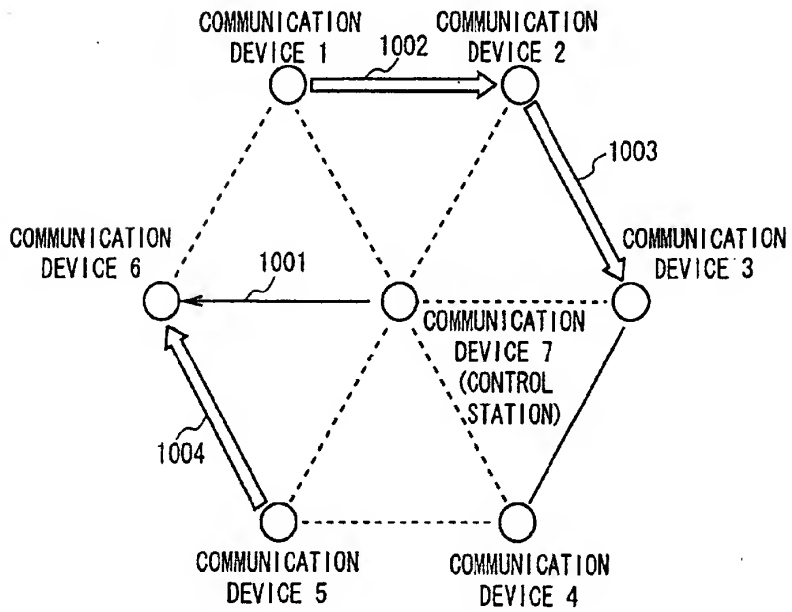 COMMUNICATION
DEVICE 1
1002
COMMUNICATION
DEVICE 2
1003
COMMUNICATION
DEVICE 6
1001
COMMUNICATION
DEVICE 3
COMMUNICATION
DEVICE 7
(CONTROL
STATION)
1004
COMMUNICATION
DEVICE 5
COMMUNICATION
DEVICE 4